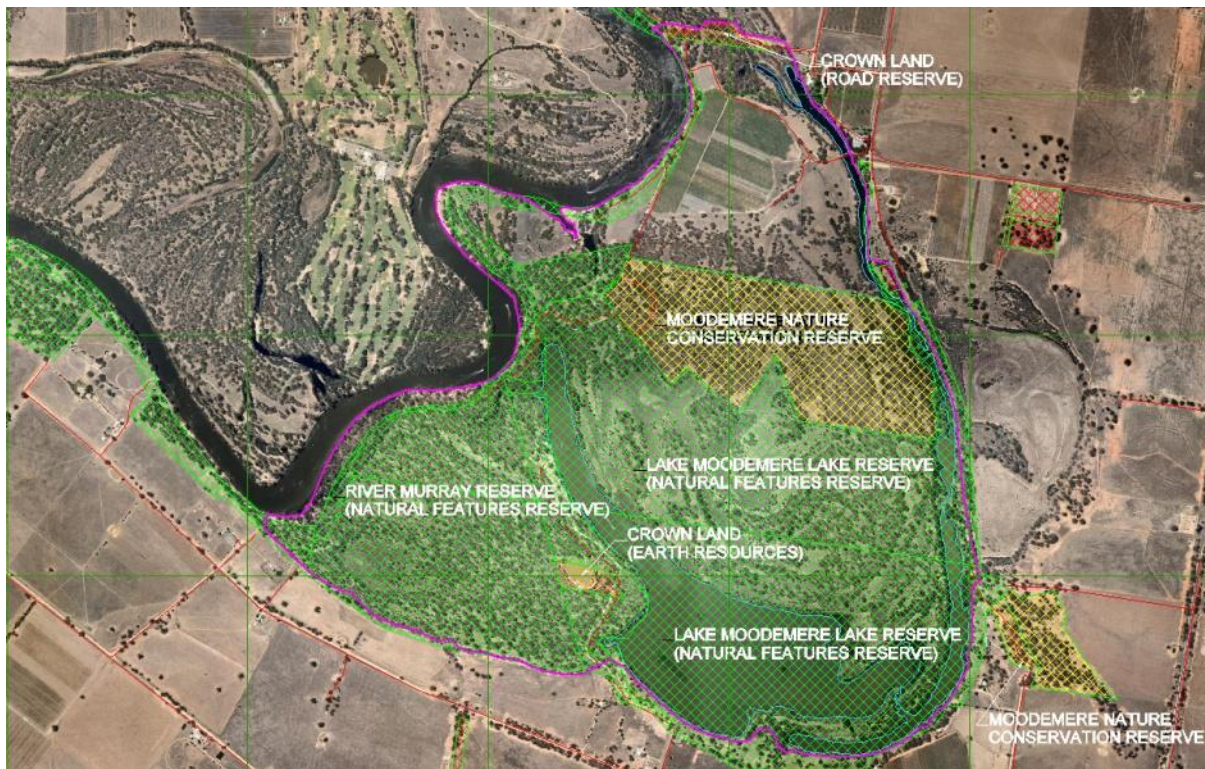 CROWN LAND
(ROAD RESERVE)
MOODEMERE NATURE
CONSERVATION RESERVE
LAKE MOODEMERE LAKE RESERVE
(NATURAL FEATURES RESERVE)
RIVER MURRAY RESERVE
(NATURAL FEATURES RESERVE)
CROWN LAND
(EARTH RESOURCES)
LAKE MOODEMERE LAKE RESERVE
(NATURAL FEATURES RESERVE)
MOODEMERE NATURE
CONSERVATION RESERVE